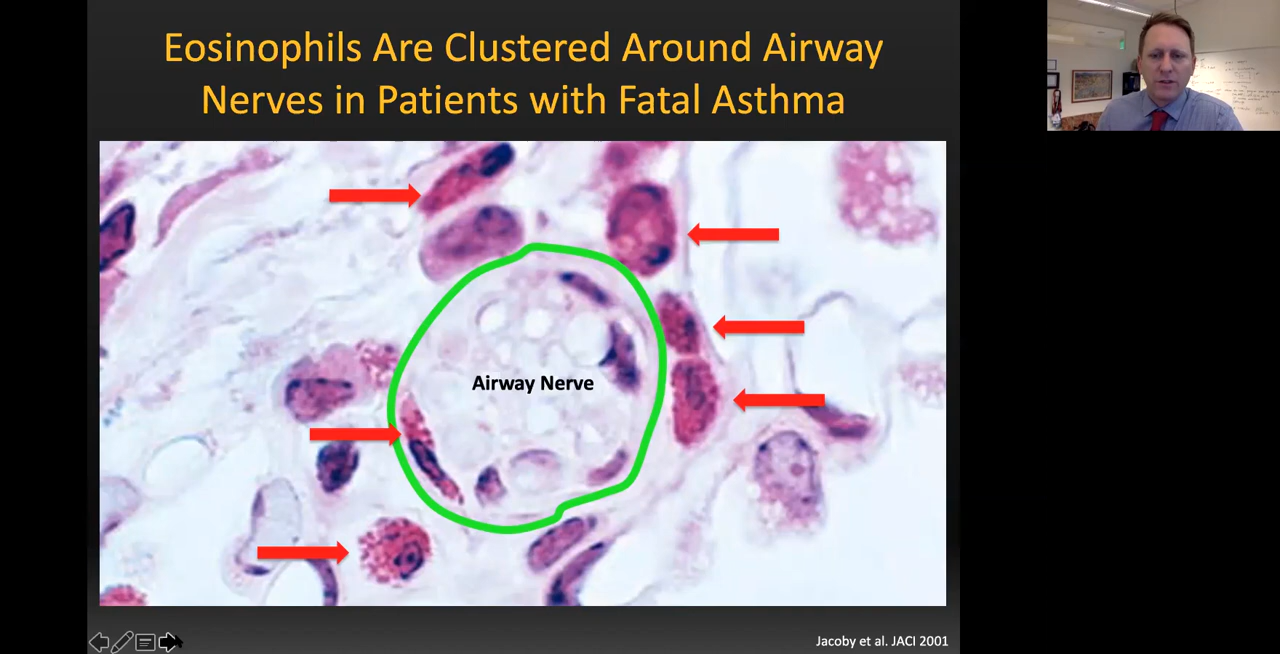 Eosinophils Are Clustered Around Airway
Nerves in Patients with Fatal Asthma
Airway Nerve
Jacoby et al. JACI 2001